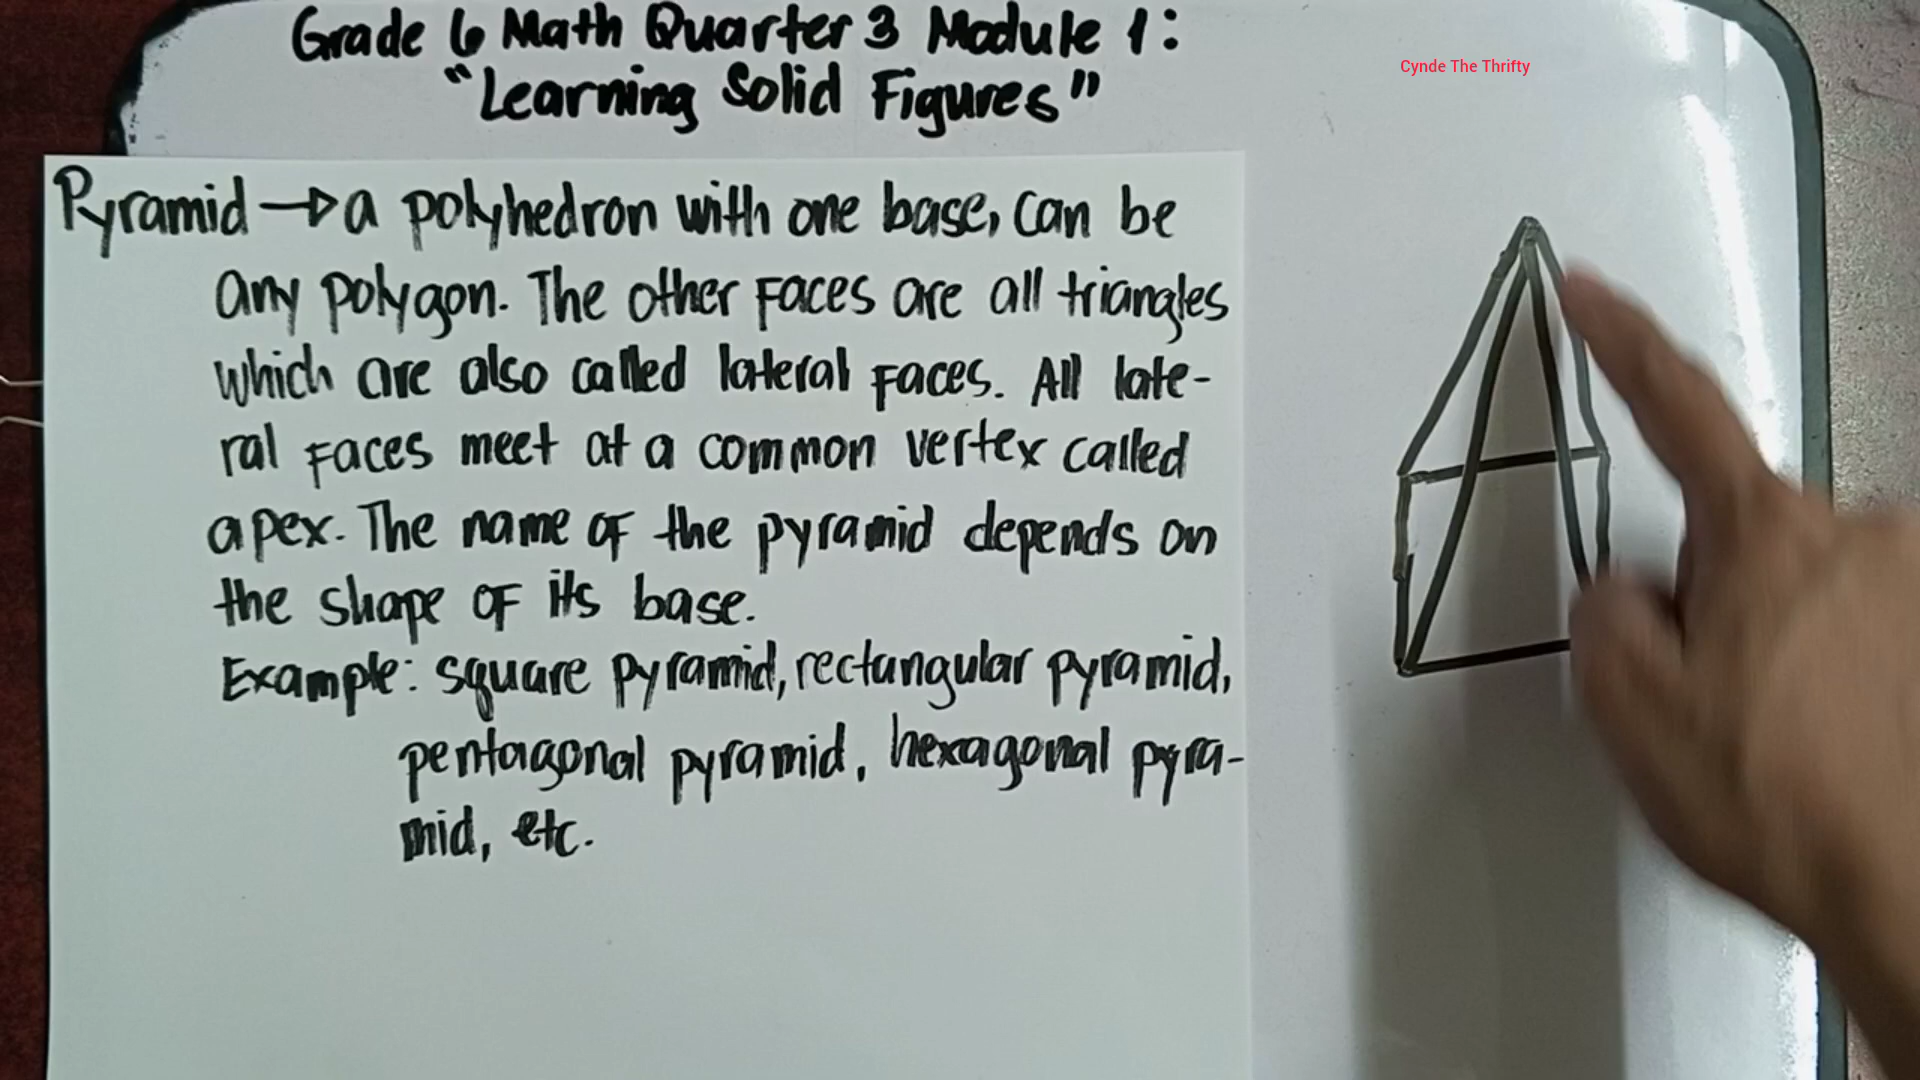 Grade 6 Math Quarter 3 Module 1:
"Learning Solid Figures"
Cynde The Thrifty
Pyramid → a polyhedron with one base, can be
any polygon. The other Faces are all triangles
which are also called lateral Faces. All late-
ral Faces meet at a common vertex called
apex. The name of the pyramid depends on
the shape of its base.
Example: square pyramid, rectangular pyramid,
pentagonal pyramid, hexagonal pyra-
mid, etc.